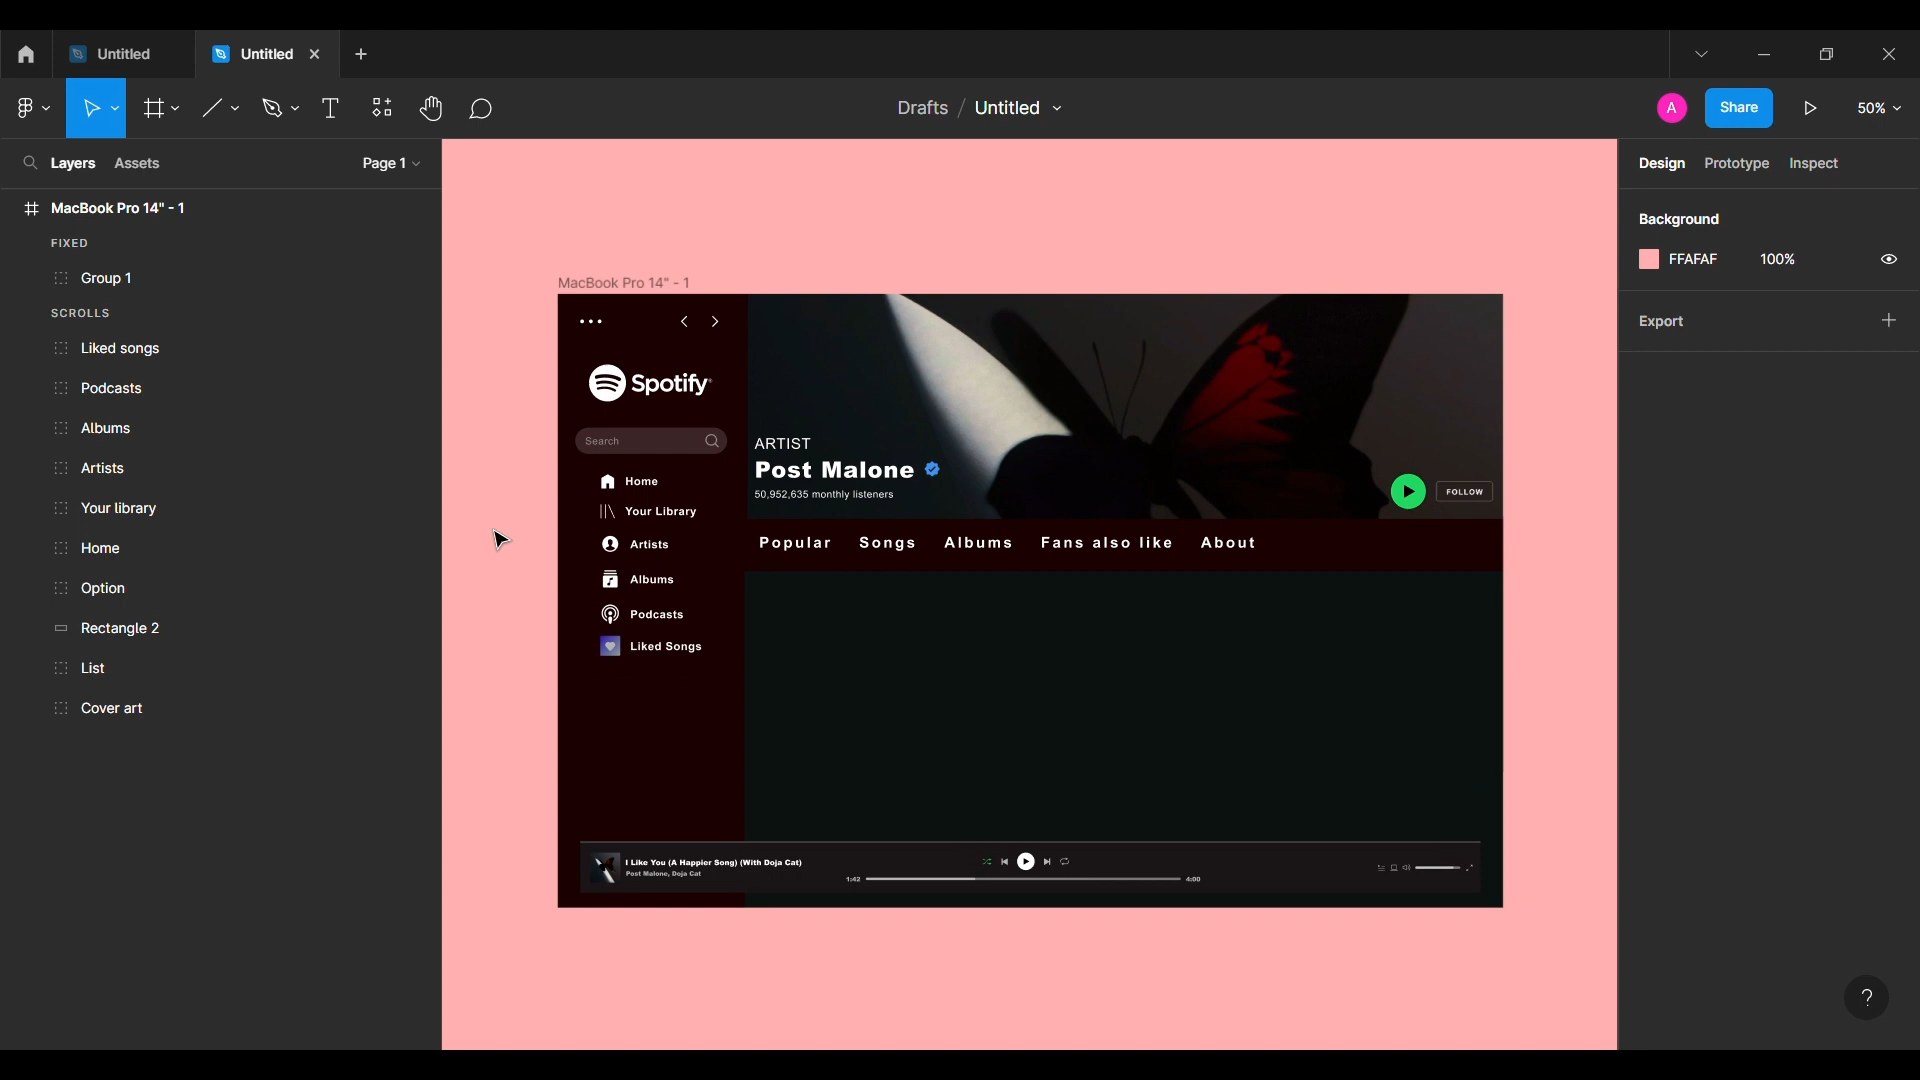 Untitled
Untitled
Drafts / Untitled
A
Share
50%
Layers
Assets
Page 1
MacBook Pro 14" - 1
FIXED
Group 1
SCROLLS
Liked songs
Podcasts
Albums
Artists
Your library
Home
Option
Rectangle 2
List
Cover art
MacBook Pro 14" - 1
Spotify
Search
Home
Your Library
Artists
Albums
Podcasts
Liked Songs
ARTIST
Post Malone
50,952,635 monthly listeners
FOLLOW
Popular Songs Albums Fans also like About
I Like You (A Happier Song) (With Doja Cat)
Post Malone, Doja Cat
1:42
4:00
Design
Prototype
Inspect
Background
FFAFAF
100%
Export
?